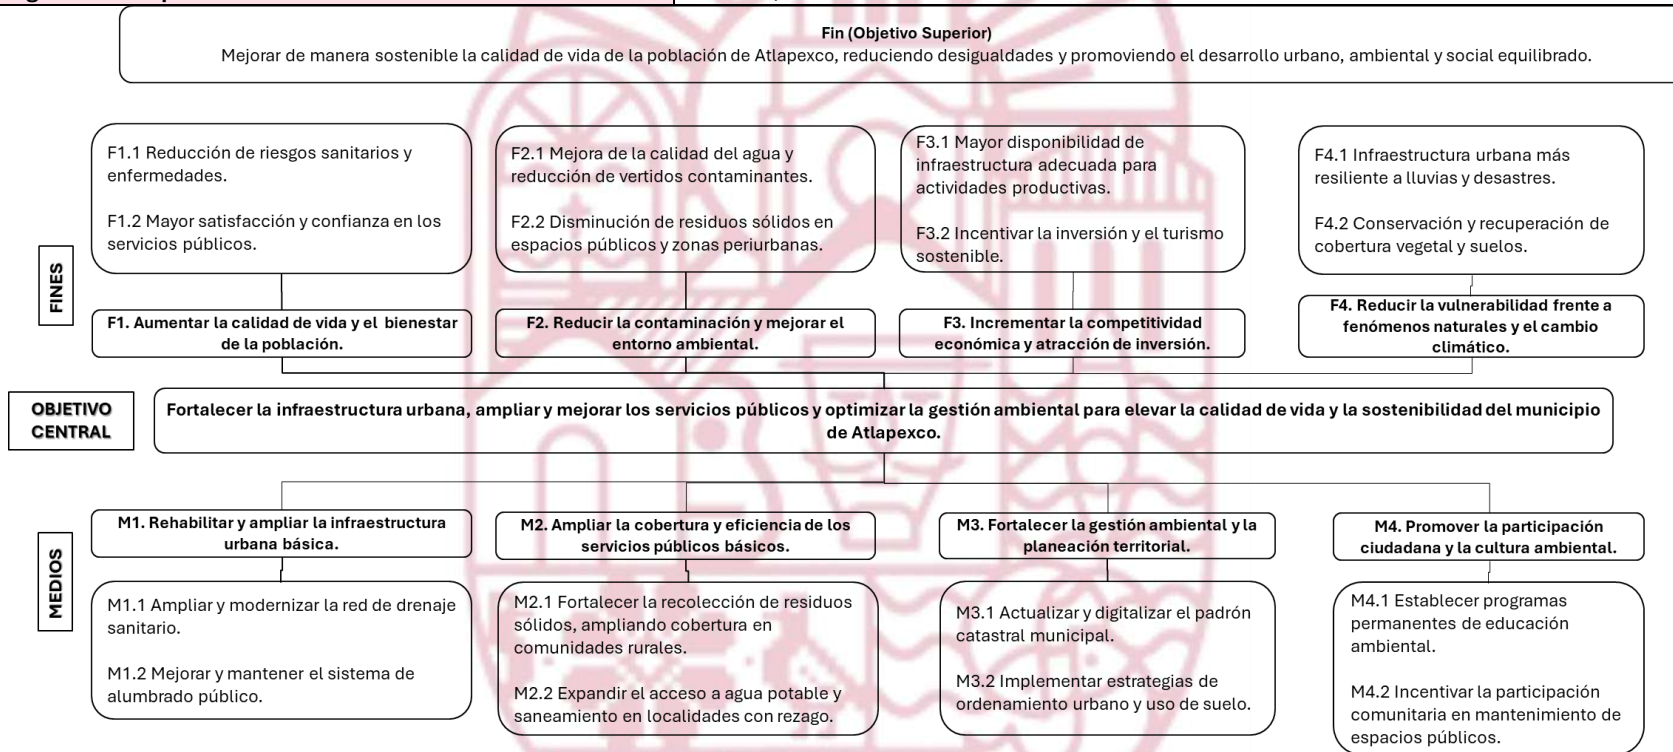 Fin (Objetivo Superior)
Mejorar de manera sostenible la calidad de vida de la población de Atlapexco, reduciendo desigualdades y promoviendo el desarrollo urbano, ambiental y social equilibrado.
FINES
F1.1 Reducción de riesgos sanitarios y
enfermedades.
F1.2 Mayor satisfacción y confianza en los
servicios públicos.
F2.1 Mejora de la calidad del agua y
reducción de vertidos contaminantes.
F2.2 Disminución de residuos sólidos en
espacios públicos y zonas periurbanas.
F3.1 Mayor disponibilidad de
infraestructura adecuada para
actividades productivas.
F3.2 Incentivar la inversión y el turismo
sostenible.
F4.1 Infraestructura urbana más
resiliente a lluvias y desastres.
F4.2 Conservación y recuperación de
cobertura vegetal y suelos.
F1. Aumentar la calidad de vida y el bienestar
de la población.
F2. Reducir la contaminación y mejorar el
entorno ambiental.
F3. Incrementar la competitividad
económica y atracción de inversión.
F4. Reducir la vulnerabilidad frente a
fenómenos naturales y el cambio
climático.
OBJETIVO
CENTRAL
Fortalecer la infraestructura urbana, ampliar y mejorar los servicios públicos y optimizar la gestión ambiental para elevar la calidad de vida y la sostenibilidad del municipio
de Atlapexco.
MEDIOS
M1. Rehabilitar y ampliar la infraestructura
urbana básica.
M2. Ampliar la cobertura y eficiencia de los
servicios públicos básicos.
M3. Fortalecer la gestión ambiental y la
planeación territorial.
M4. Promover la participación
ciudadana y la cultura ambiental.
M1.1 Ampliar y modernizar la red de drenaje
sanitario.
M1.2 Mejorar y mantener el sistema de
alumbrado público.
M2.1 Fortalecer la recolección de residuos
sólidos, ampliando cobertura en
comunidades rurales.
M2.2 Expandir el acceso a agua potable y
saneamiento en localidades con rezago.
M3.1 Actualizar y digitalizar el padrón
catastral municipal.
M3.2 Implementar estrategias de
ordenamiento urbano y uso de suelo.
M4.1 Establecer programas
permanentes de educación
ambiental.
M4.2 Incentivar la participación
comunitaria en mantenimiento de
espacios públicos.